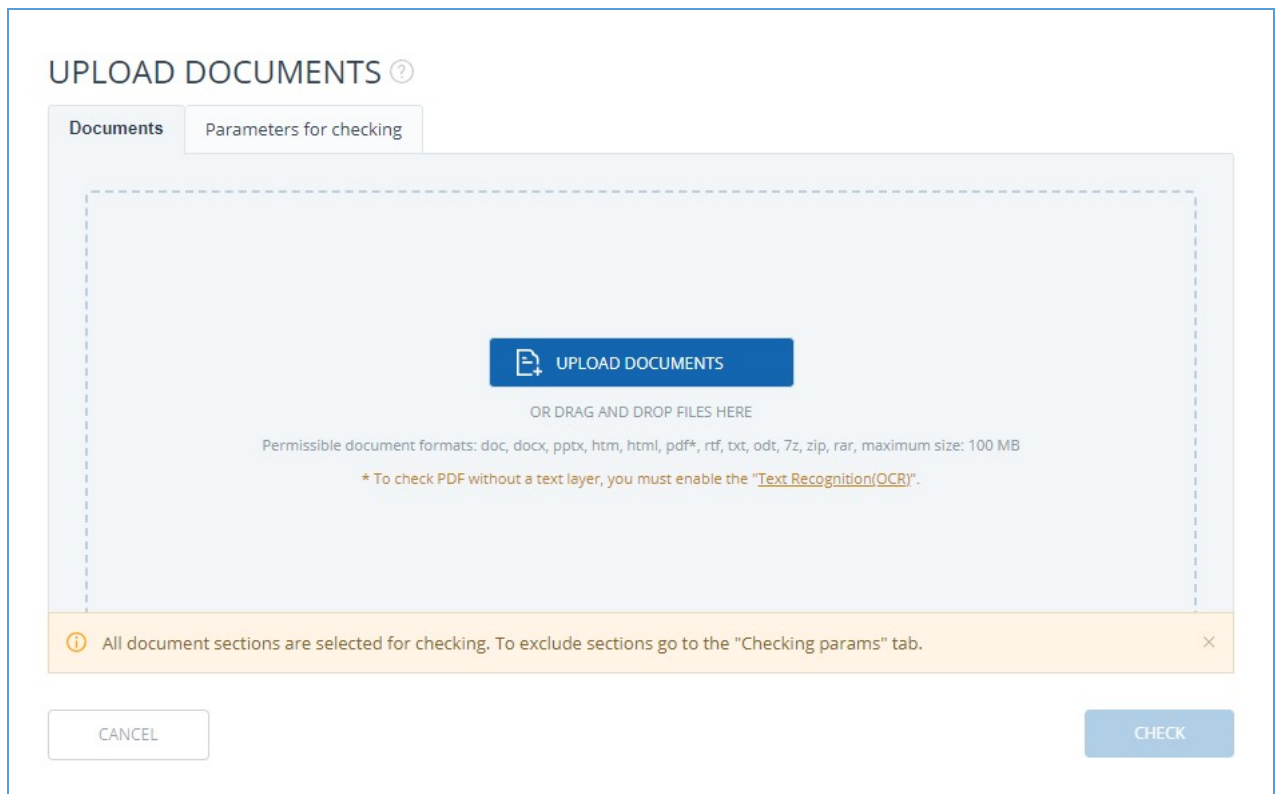 UPLOAD DOCUMENTS ?
Documents
Parameters for checking
UPLOAD DOCUMENTS
OR DRAG AND DROP FILES HERE
Permissible document formats: doc, docx, pptx, htm, html, pdf*, rtf, txt, odt, 7z, zip, rar, maximum size: 100 MB
* To check PDF without a text layer, you must enable the "Text Recognition(OCR)".
All document sections are selected for checking. To exclude sections go to the "Checking params" tab.
CANCEL
CHECK